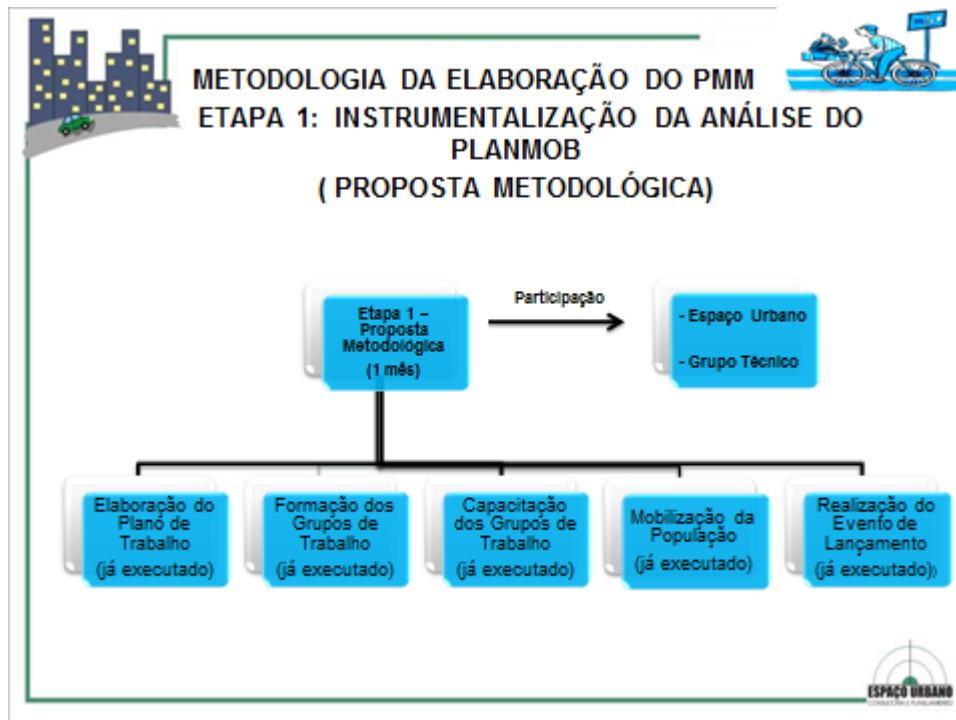 METODOLOGIA DA ELABORAÇÃO DO PMM
ETAPA 1: INSTRUMENTALIZAÇÃO DA ANÁLISE DO
PLANMOB
( PROPOSTA METODOLÓGICA)
Etapa 1 –
Proposta
Metodológica
(1 mês)
Participação
- Espaço Urbano
- Grupo Técnico
Elaboração do
Plano de
Trabalho
(já executado)
Formação dos
Grupos de
Trabalho
(já executado)
Capacitação
dos Grupos de
Trabalho
(já executado)
Mobilização da
População
(já executado)
Realização do
Evento de
Lançamento
(já executado))
ESPAÇO URBANO
CONSULTORIA E PLANEJAMENTO